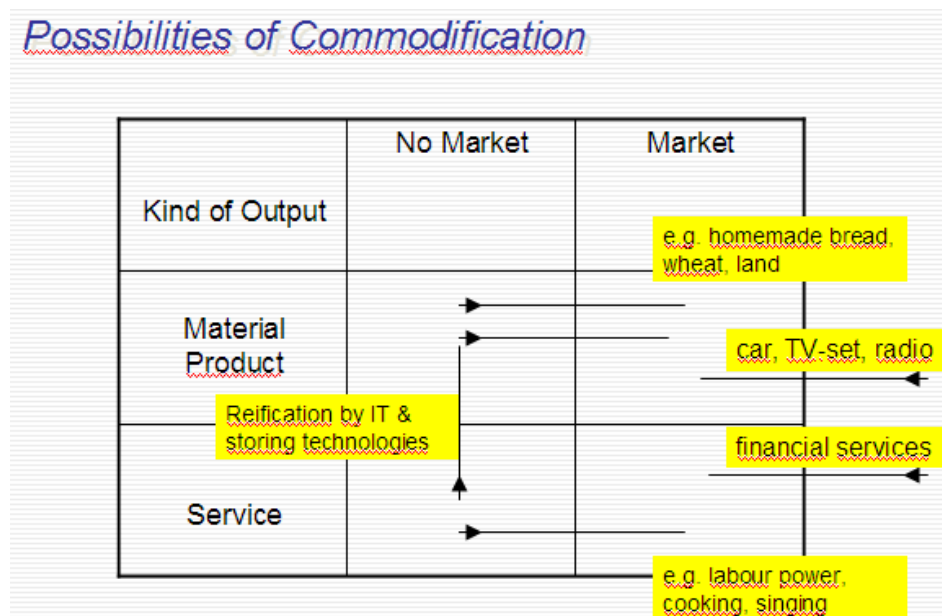 Possibilities of Commodification
No Market
Market
Kind of Output
e.g. homemade bread,
wheat, land
Material
Product
car, TV-set, radio
Reification by IT &
storing technologies
financial services
Service
e.g. labour power,
cooking, singing